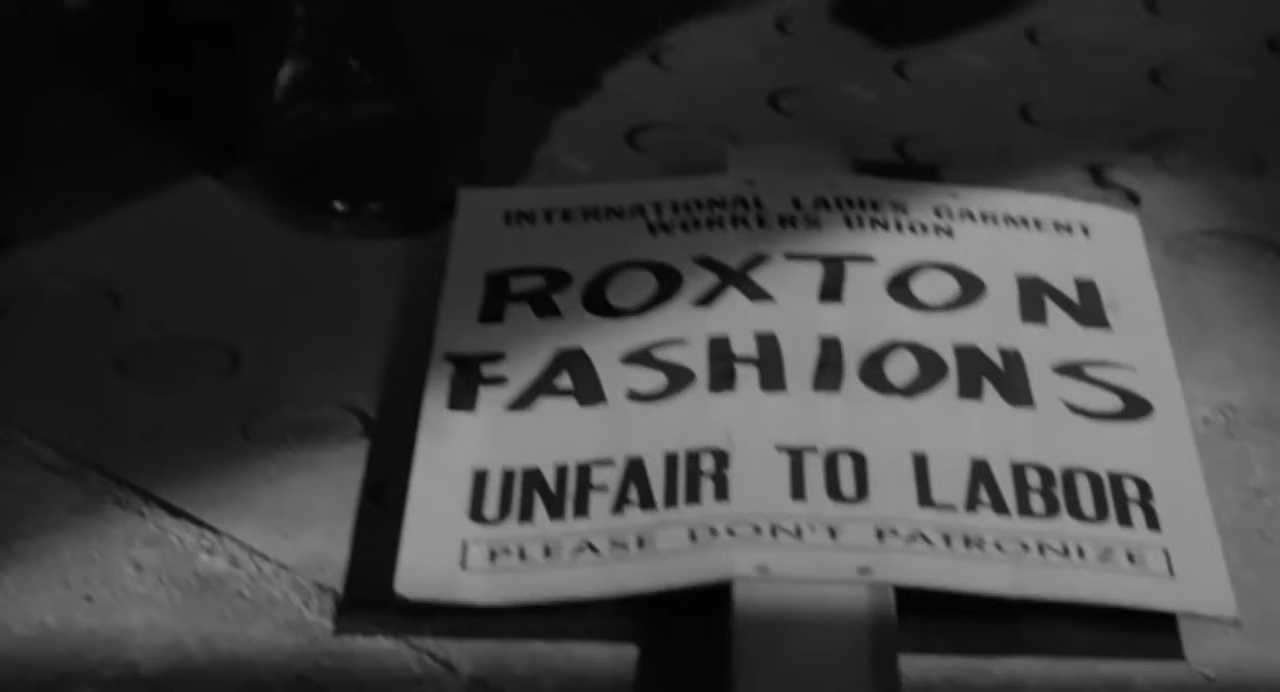 INTERNATIONAL LADIES GARMENT
WORKERS UNION
ROXTON
FASHIONS
UNFAIR TO LABOR
PLEASE DON'T PATRONIZE